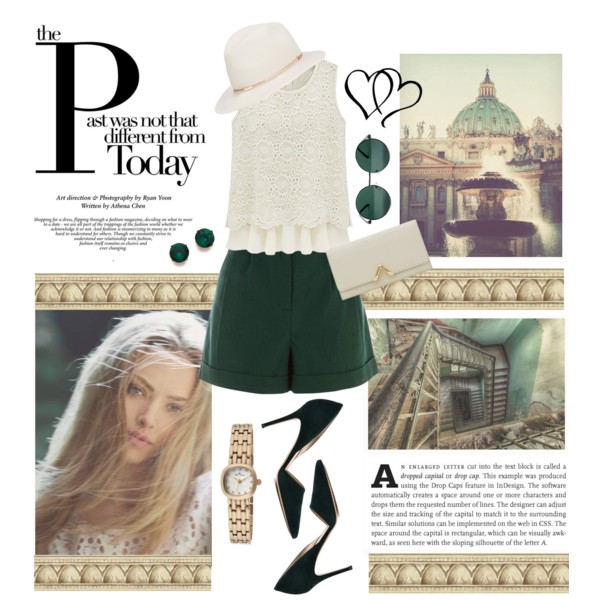 the
Past was not that
different from
Today
Art direction & Photography by Ryan Yoon
Written by Athena Chen
Shopping for a dress, flipping through a fashion magazine, deciding on what to wear
to a date - we are all part of the trappings of the fashion world whether we
acknowledge it or not. And fashion is unnerving to many as it is
hard to understand for others. Though we constantly strive to
understand our relationship with fashion,
fashion itself remains as elusive and
ever changing.
AN ENLARGED LETTER cut into the text block is called a
dropped capital or drop cap. This example was produced
using the Drop Caps feature in InDesign. The software
automatically creates a space around one or more characters and
drops them the requested number of lines. The designer can adjust
the size and tracking of the capital to match it to the surrounding
text. Similar solutions can be implemented on the web in CSS. The
space around the capital is rectangular, which can be visually awk-
ward, as seen here with the sloping silhouette of the letter A.